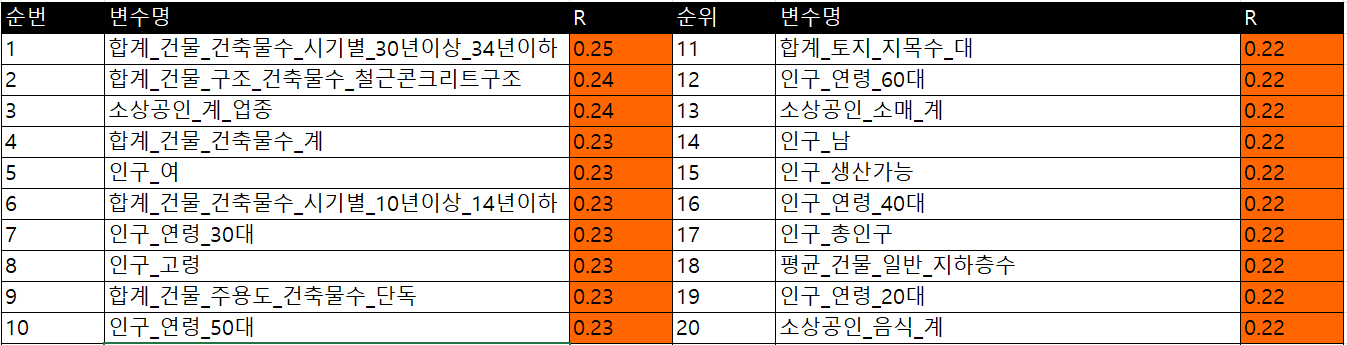 순번 변수명 R 순위 변수명 R
1 합계_건물_건축물수_시기별_30년이상_34년이하 0.25 11 합계_토지_지목수_대 0.22
2 합계_건물_구조_건축물수_철근콘크리트구조 0.24 12 인구_연령_60대 0.22
3 소상공인_계_업종 0.24 13 소상공인_소매_계 0.22
4 합계_건물_건축물수_계 0.23 14 인구_남 0.22
5 인구_여 0.23 15 인구_생산가능 0.22
6 합계_건물_건축물수_시기별_10년이상_14년이하 0.23 16 인구_연령_40대 0.22
7 인구_연령_30대 0.23 17 인구_총인구 0.22
8 인구_고령 0.23 18 평균_건물_일반_지하층수 0.22
9 합계_건물_주용도_건축물수_단독 0.23 19 인구_연령_20대 0.22
10 인구_연령_50대 0.23 20 소상공인_음식_계 0.22